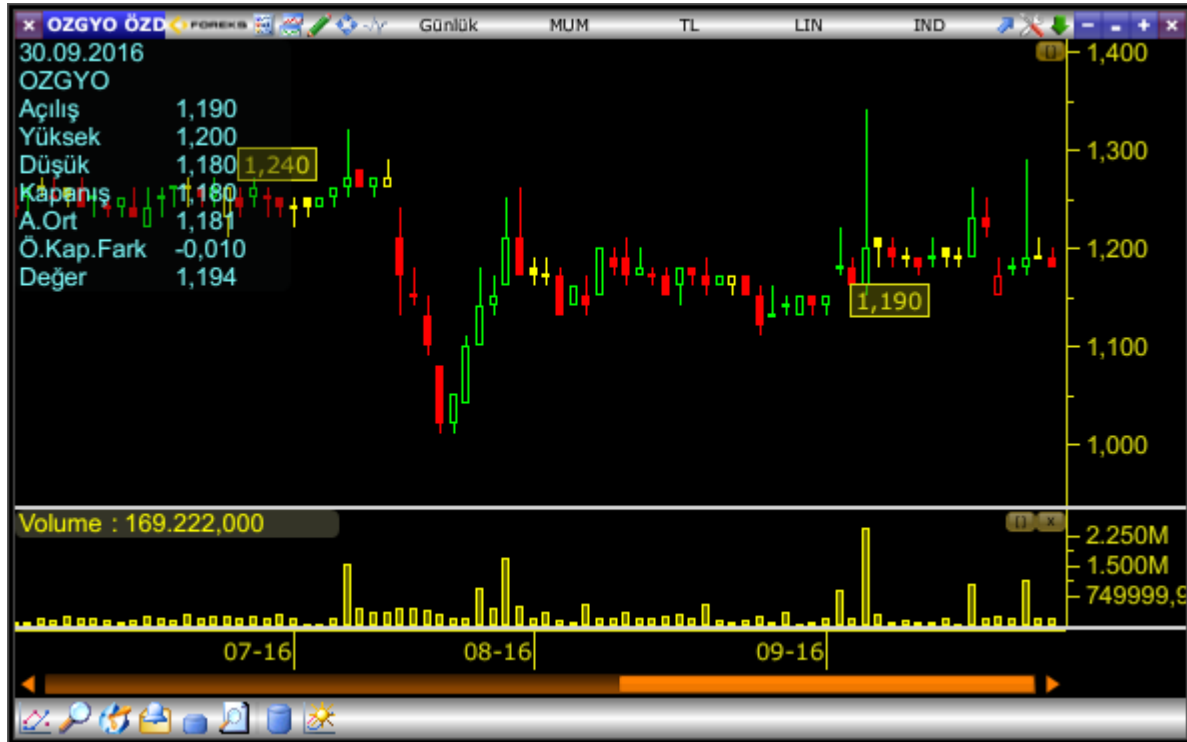 OZGYO ÖZD FOREKS Günlük MUM TL LIN IND
30.09.2016
OZGYO
Açılış 1,190
Yüksek 1,200
Düşük 1,180
Kapanış 1,180
A.Ort 1,181
Ö.Kap.Fark -0,010
Değer 1,194
1,240
1,190
1,400
1,300
1,200
1,100
1,000
Volume : 169.222,000
2.250M
1.500M
749999,9
07-16 08-16 09-16